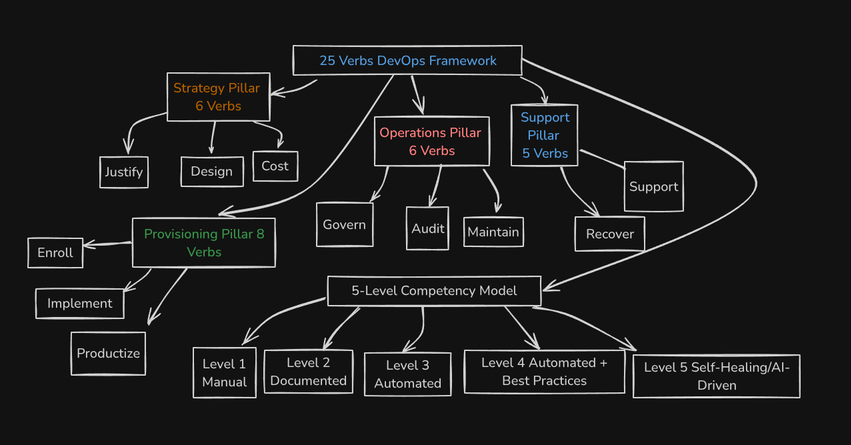 25 Verbs DevOps Framework
Strategy Pillar
6 Verbs
Operations Pillar
6 Verbs
Support
Pillar
5 Verbs
Justify
Design
Cost
Support
Govern
Audit
Maintain
Recover
Provisioning Pillar 8
Verbs
Enroll
Implement
Productize
5-Level Competency Model
Level 1
Manual
Level 2
Documented
Level 3
Automated
Level 4 Automated +
Best Practices
Level 5 Self-Healing/AI-
Driven